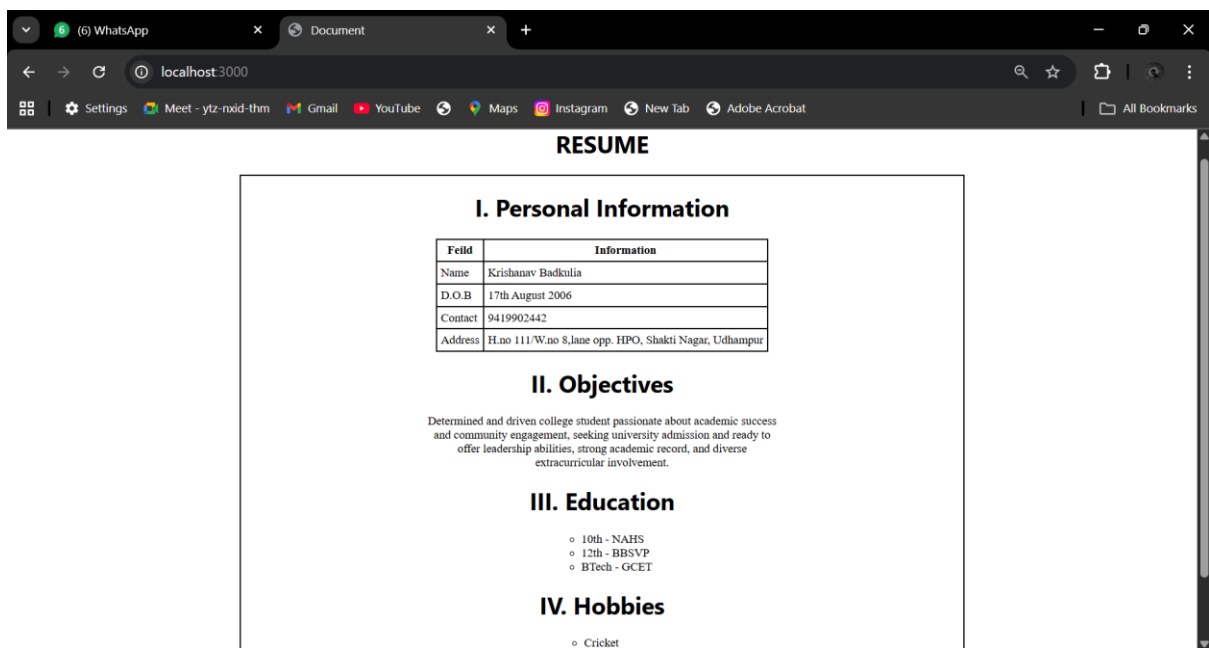 6 (6) WhatsApp
Document
localhost:3000
Settings Meet - ytz-nxid-thm Gmail YouTube Maps Instagram New Tab Adobe Acrobat All Bookmarks
RESUME
I. Personal Information
Feild Information
Name Krishanav Badkulia
D.O.B 17th August 2006
Contact 9419902442
Address H.no 111/W.no 8,lane opp. HPO, Shakti Nagar, Udhampur
II. Objectives
Determined and driven college student passionate about academic success
and community engagement, seeking university admission and ready to
offer leadership abilities, strong academic record, and diverse
extracurricular involvement.
III. Education
10th - NAHS
12th - BBSVP
BTech - GCET
IV. Hobbies
Cricket